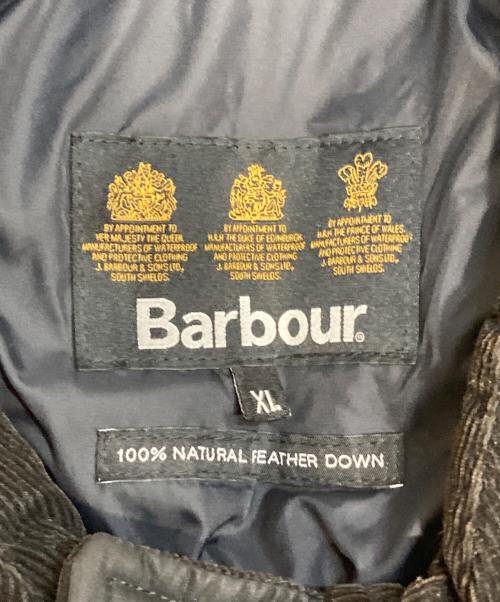 BY APPOINTMENT TO
HER MAJESTY THE QUEEN
MANUFACTURERS OF WATERPROOF
AND PROTECTIVE CLOTHING
J. BARBOUR & SONS LTD.,
SOUTH SHIELDS.
BY APPOINTMENT TO
H.R.H. THE DUKE OF EDINBURGH
MANUFACTURERS OF WATERPROOF
AND PROTECTIVE CLOTHING
J. BARBOUR & SONS LTD.,
SOUTH SHIELDS.
BY APPOINTMENT TO
H.R.H. THE PRINCE OF WALES.
MANUFACTURERS OF WATERPROOF
AND PROTECTIVE CLOTHING
J. BARBOUR & SONS LTD.,
SOUTH SHIELDS.
Barbour®
XL
100% NATURAL FEATHER DOWN